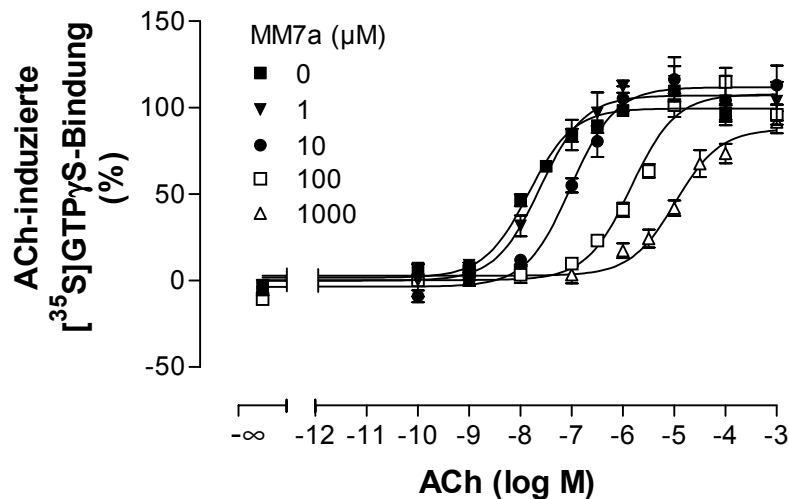 ACh-induzierte
[³⁵S]GTPγS-Bindung
(%)
150
100
50
0
-50
MM7a (µM)
0
1
10
100
1000
-∞ -12 -11 -10 -9 -8 -7 -6 -5 -4 -3
ACh (log M)